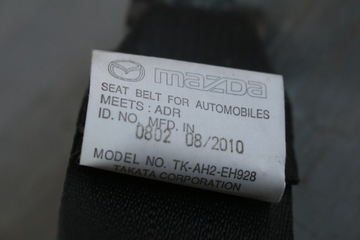 mazda
SEAT BELT FOR AUTOMOBILES
MEETS : ADR
ID. NO. MFD. IN
0802 08/2010
MODEL NO. TK-AH2-EH928
TAKATA CORPORATION